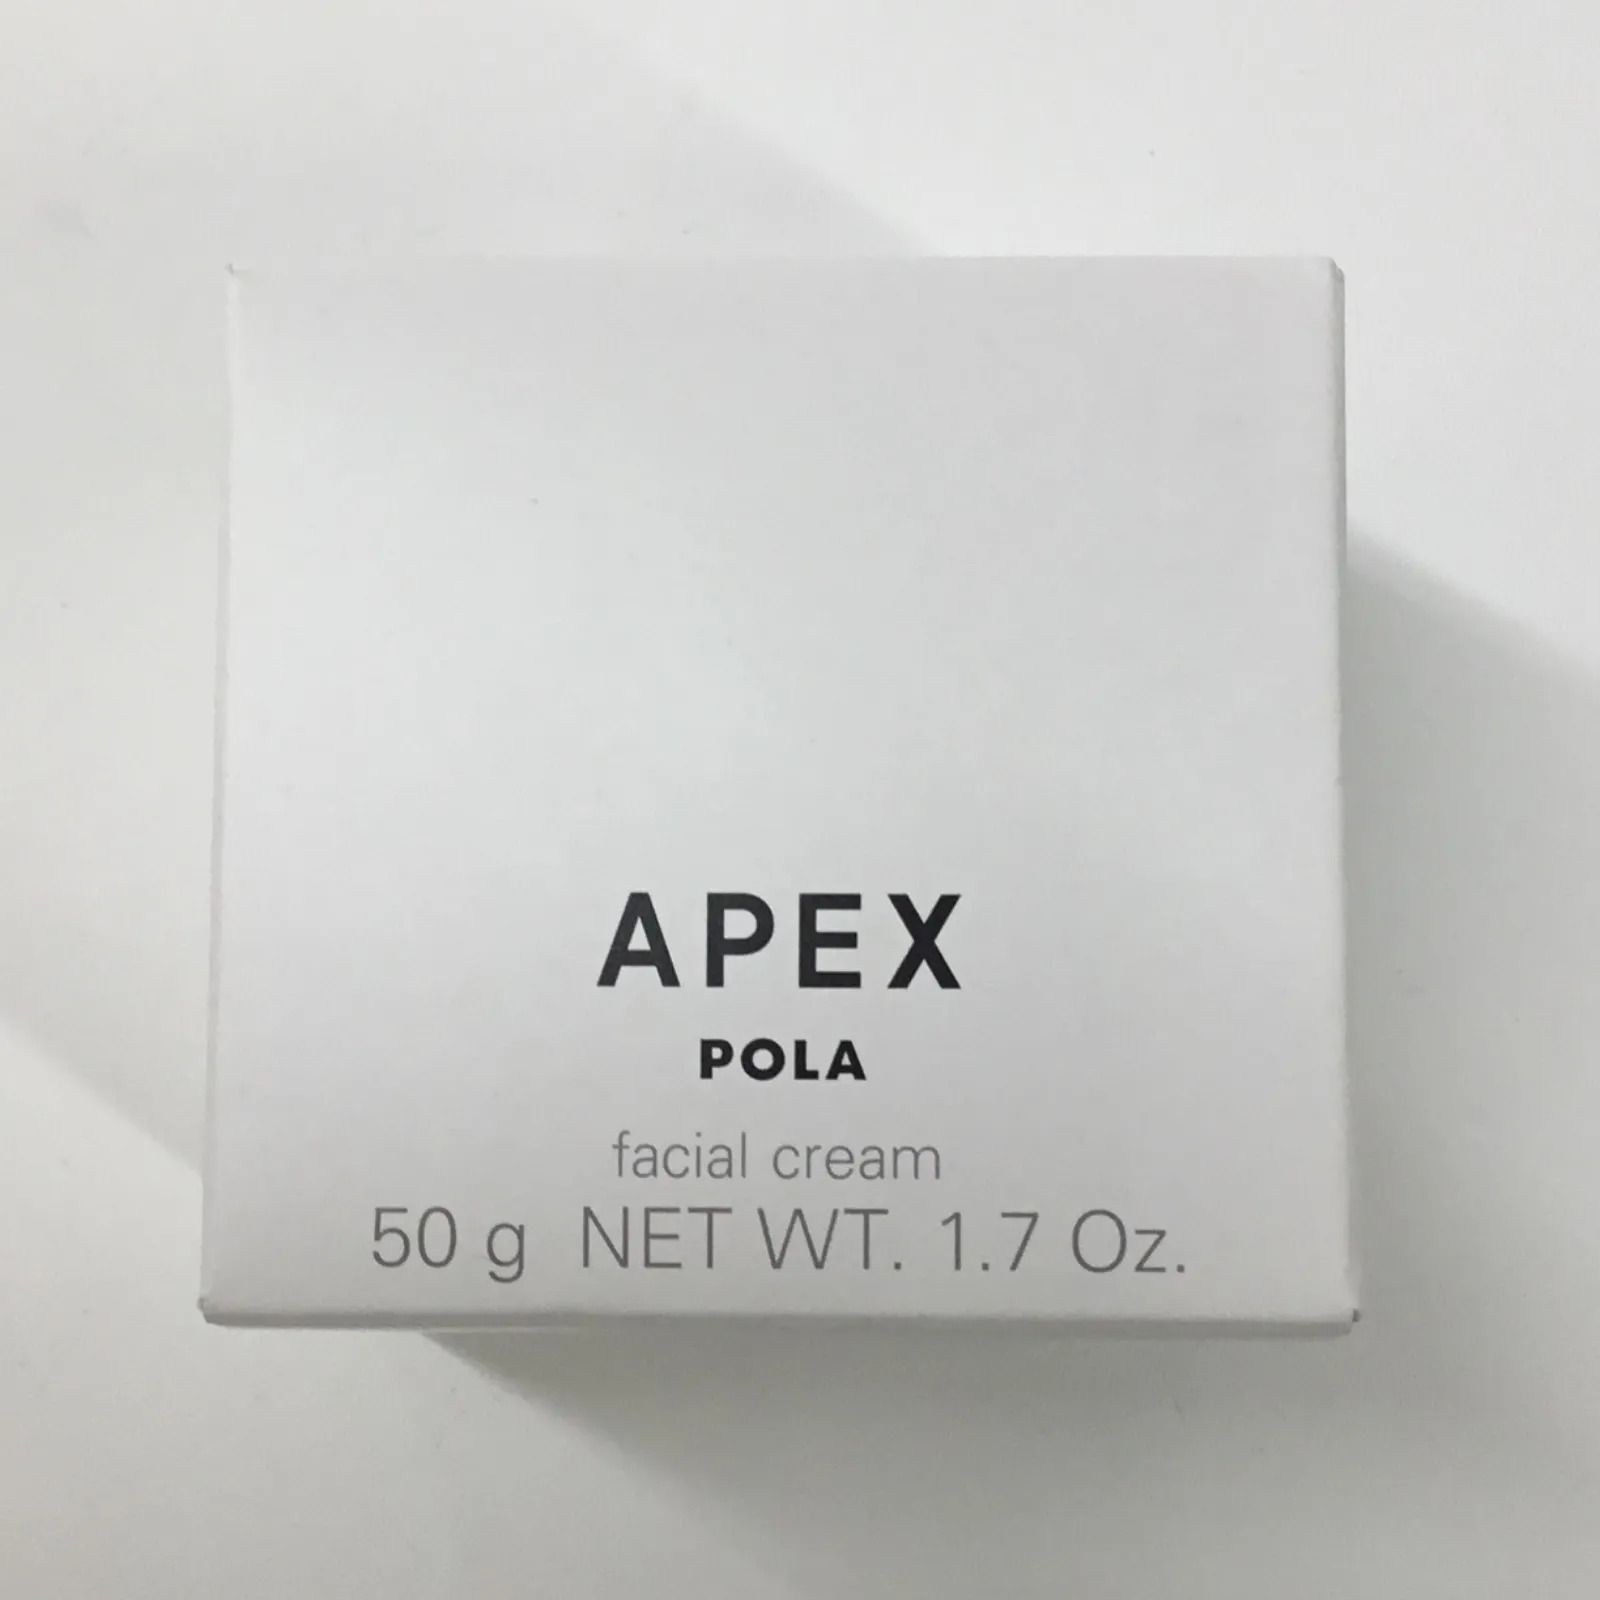 APEX
POLA
facial cream
50 g NET WT. 1.7 Oz.